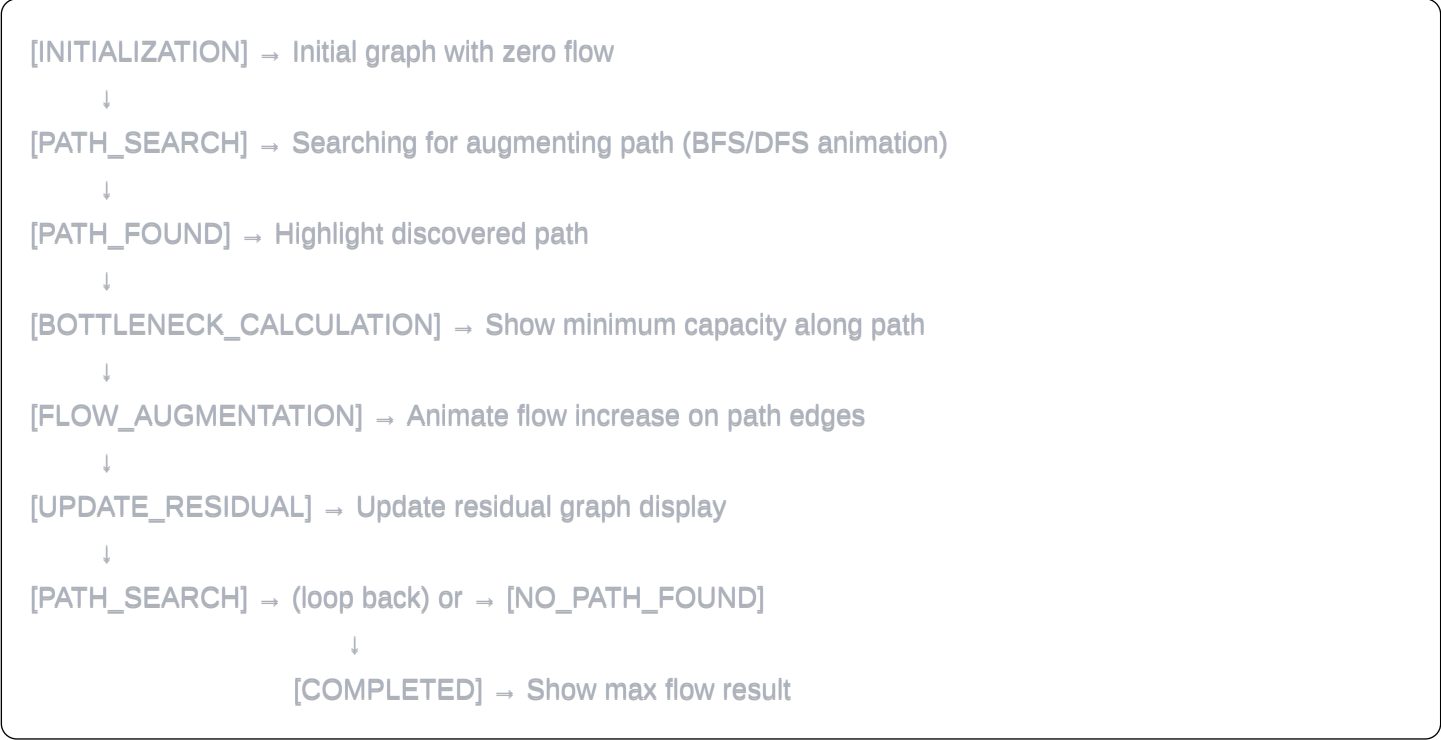 [INITIALIZATION] → Initial graph with zero flow
↓
[PATH_SEARCH] → Searching for augmenting path (BFS/DFS animation)
↓
[PATH_FOUND] → Highlight discovered path
↓
[BOTTLENECK_CALCULATION] → Show minimum capacity along path
↓
[FLOW_AUGMENTATION] → Animate flow increase on path edges
↓
[UPDATE_RESIDUAL] → Update residual graph display
↓
[PATH_SEARCH] → (loop back) or → [NO_PATH_FOUND]
↓
[COMPLETED] → Show max flow result